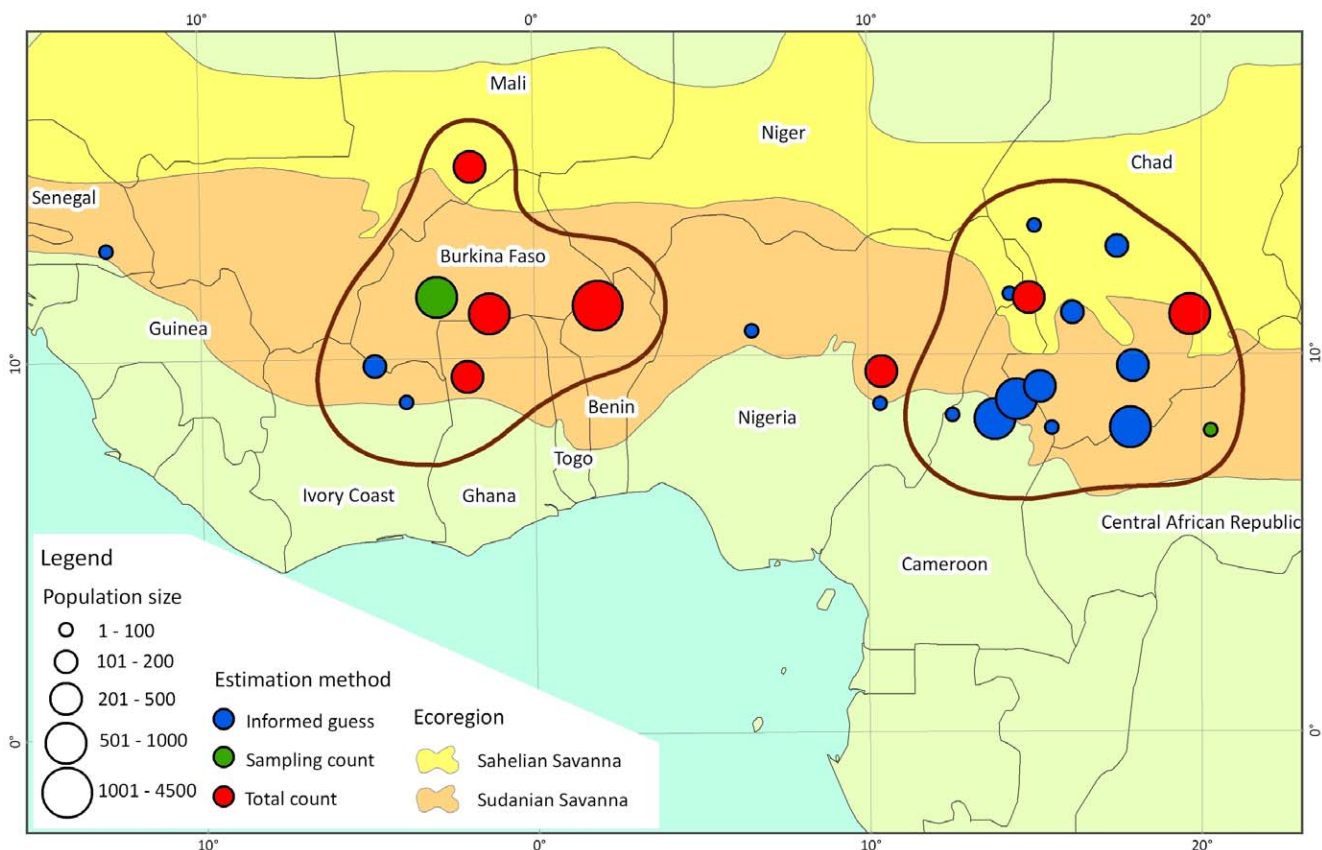 10° 0° 10° 20°
Mali
Niger
Chad
Senegal
Burkina Faso
Guinea
10° 10°
Benin
Nigeria
Togo
Ivory Coast
Ghana
Central African Republic
Cameroon
Legend
Population size
1 - 100
101 - 200
201 - 500
501 - 1000
1001 - 4500
Estimation method
Informed guess
Sampling count
Total count
Ecoregion
Sahelian Savanna
Sudanian Savanna
0° 0°
10° 0° 10° 20°